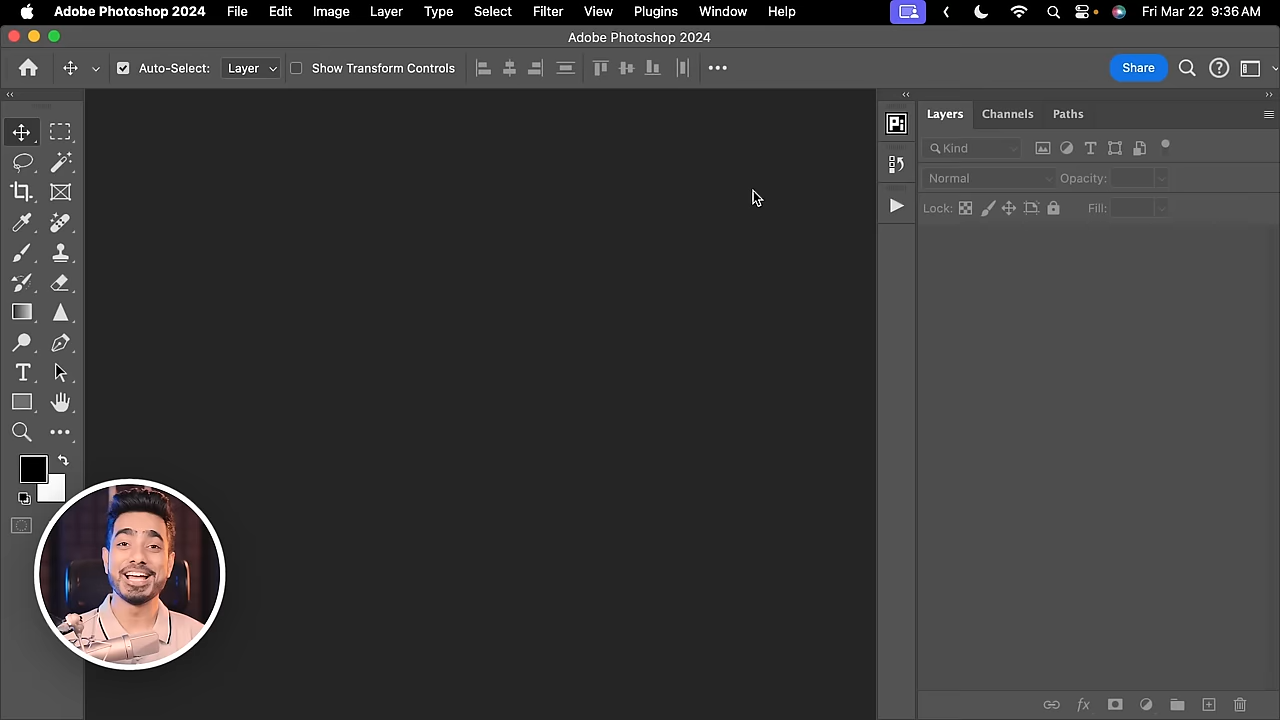 Adobe Photoshop 2024 File Edit Image Layer Type Select Filter View Plugins Window Help Fri Mar 22 9:36 AM
Adobe Photoshop 2024
Auto-Select: Layer Show Transform Controls Share
Layers Channels Paths
Kind
Normal Opacity:
Lock: Fill:
Pi
T
fx